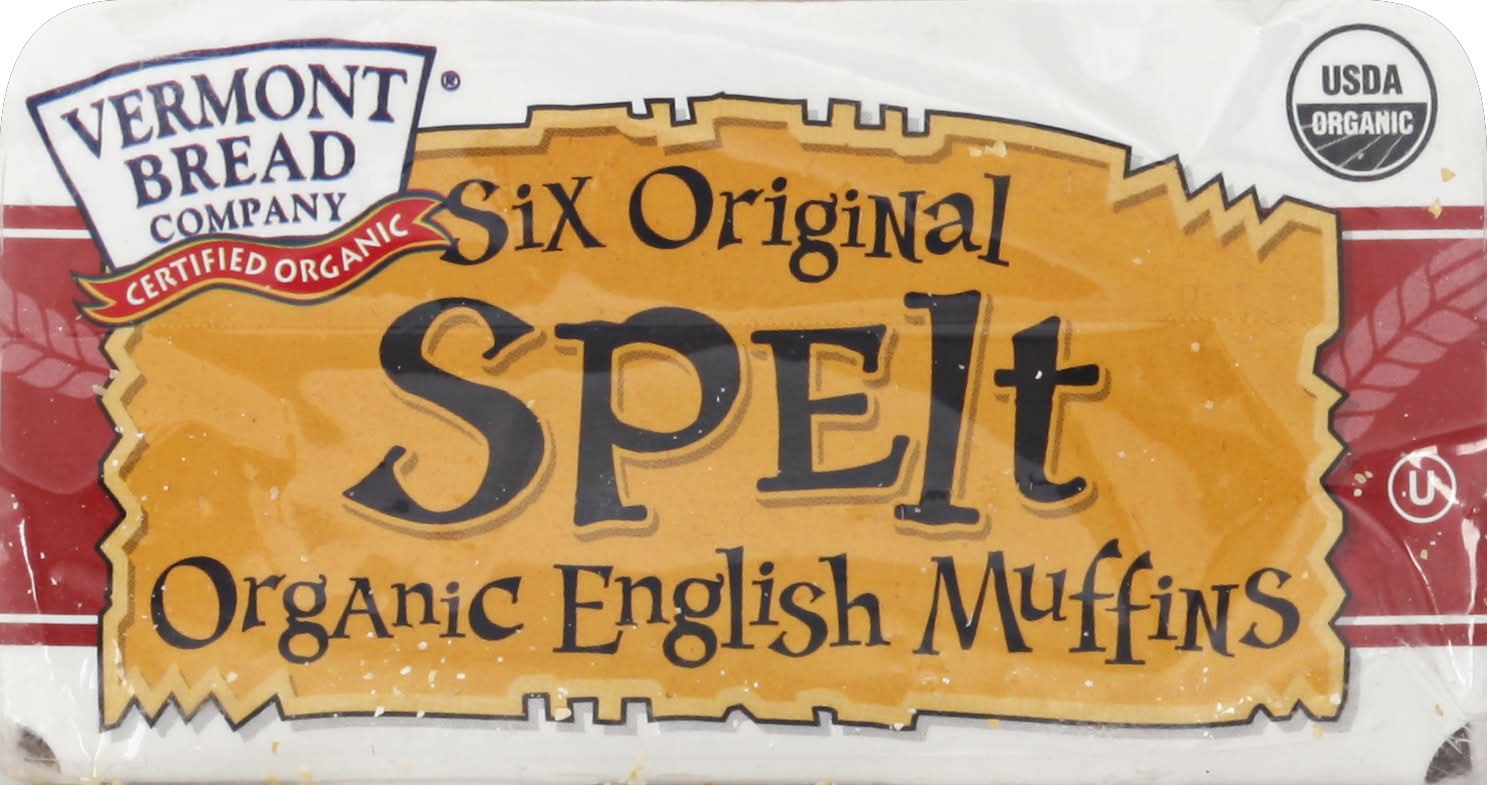 VERMONT
BREAD
COMPANY
®
CERTIFIED ORGANIC
USDA
ORGANIC
Six Original
Spelt
Organic English Muffins
U